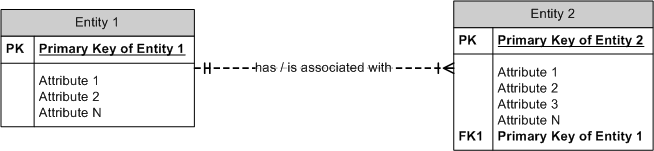 Entity 1
PK Primary Key of Entity 1
Attribute 1
Attribute 2
Attribute N
has / is associated with
Entity 2
PK Primary Key of Entity 2
Attribute 1
Attribute 2
Attribute 3
Attribute N
FK1 Primary Key of Entity 1